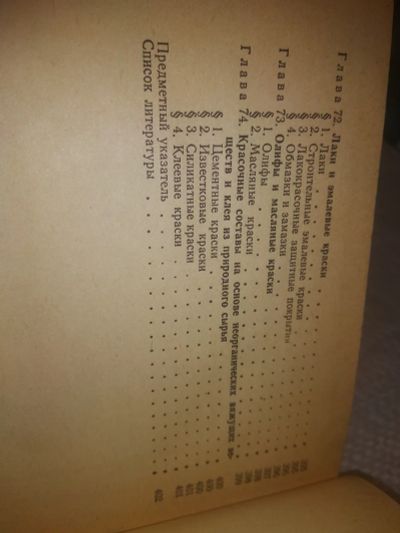 Глава 72. Лаки и эмалевые краски
§ 1. Лаки
§ 2. Строительные эмалевые краски
§ 3. Лакокрасочные защитные покрытия
§ 4. Обмазки и замазки
Глава 73. Олифы и масляные краски
§ 1. Олифы
§ 2. Масляные краски
Глава 74. Красочные составы на основе неорганических вяжущих ве-
ществ и клея из природного сырья
§ 1. Цементные краски
§ 2. Известковые краски
§ 3. Силикатные краски
§ 4. Клеевые краски
Предметный указатель
Список литературы